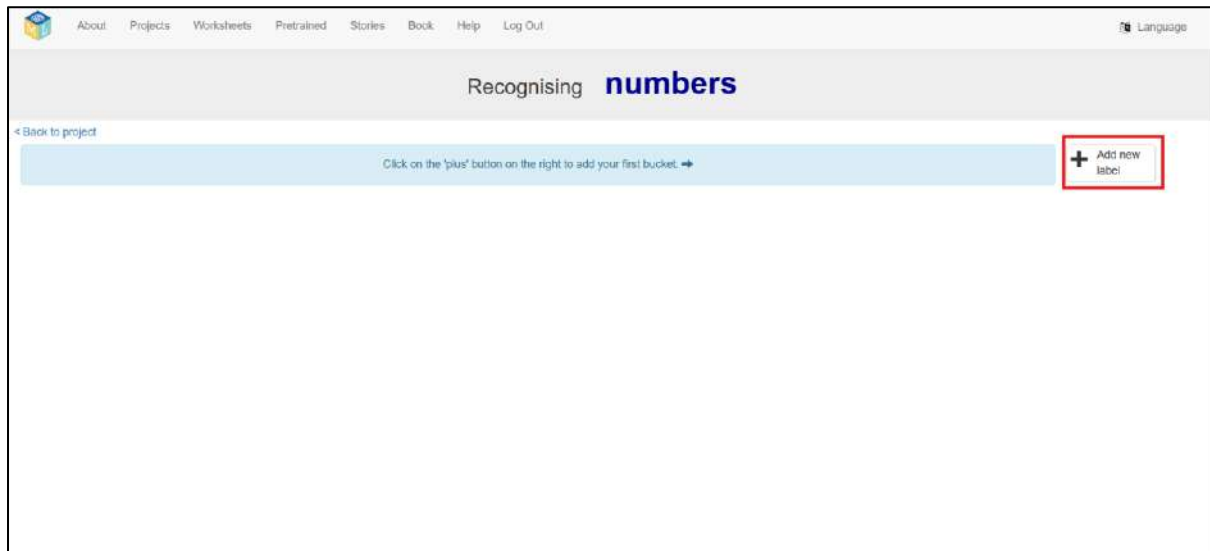 About Projects Worksheets Pretrained Stories Book Help Log Out Language
Recognising numbers
< Back to project
Click on the 'plus' button on the right to add your first bucket. ➔
+ Add new
label